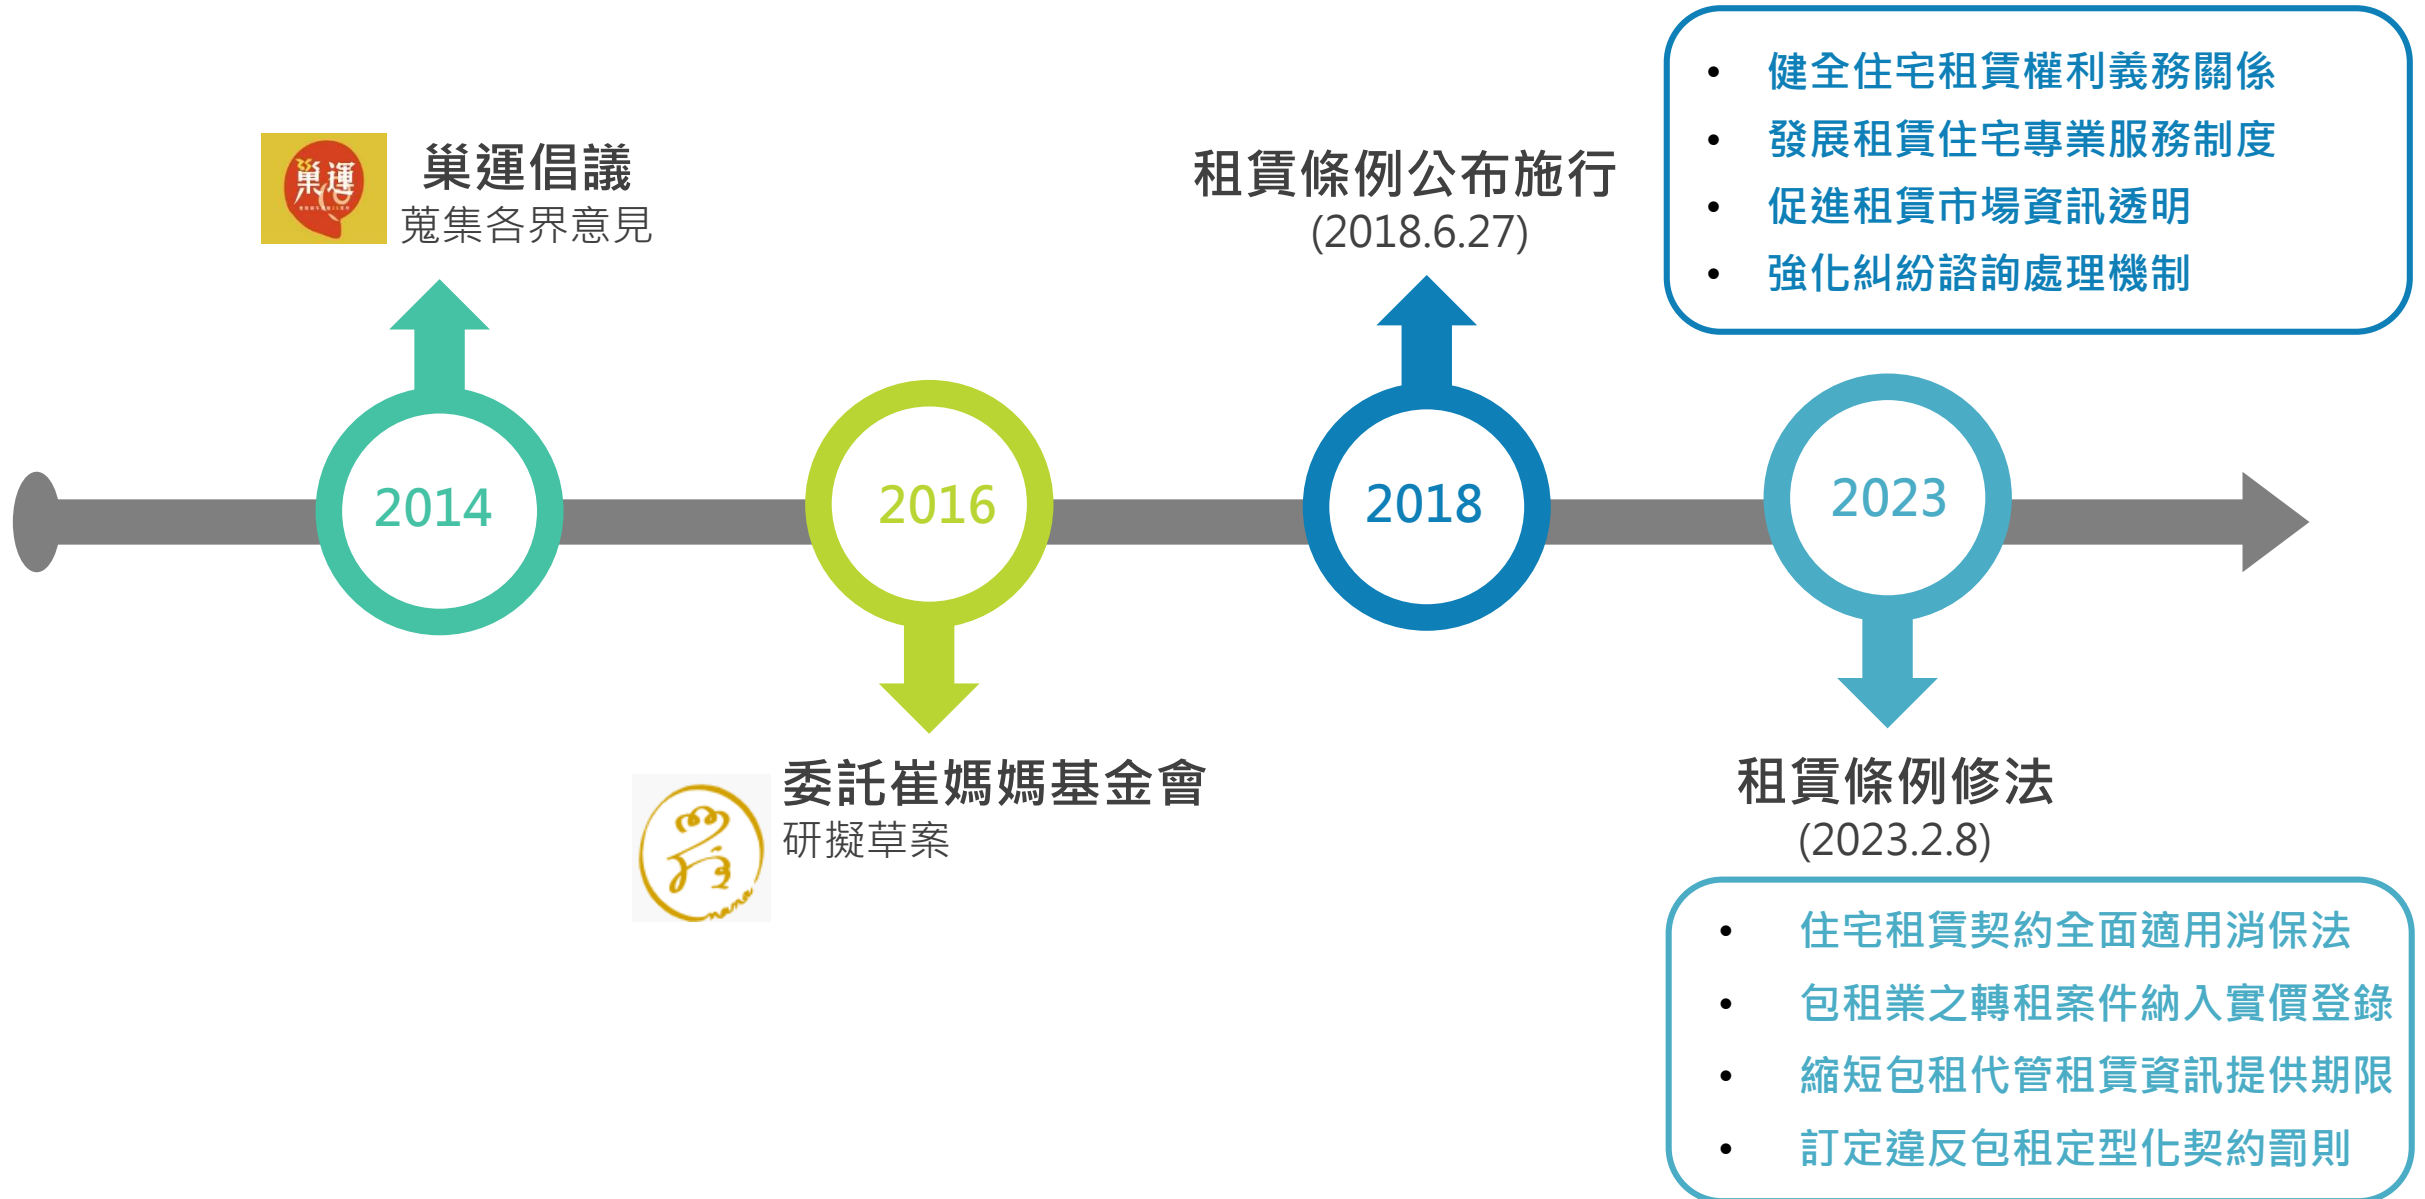 巢運
巢運倡議
蒐集各界意見
租賃條例公布施行
(2018.6.27)
• 健全住宅租賃權利義務關係
• 發展租賃住宅專業服務制度
• 促進租賃市場資訊透明
• 強化糾紛諮詢處理機制
2014
2016
2018
2023
委託崔媽媽基金會
研擬草案
mama
租賃條例修法
(2023.2.8)
• 住宅租賃契約全面適用消保法
• 包租業之轉租案件納入實價登錄
• 縮短包租代管租賃資訊提供期限
• 訂定違反包租定型化契約罰則